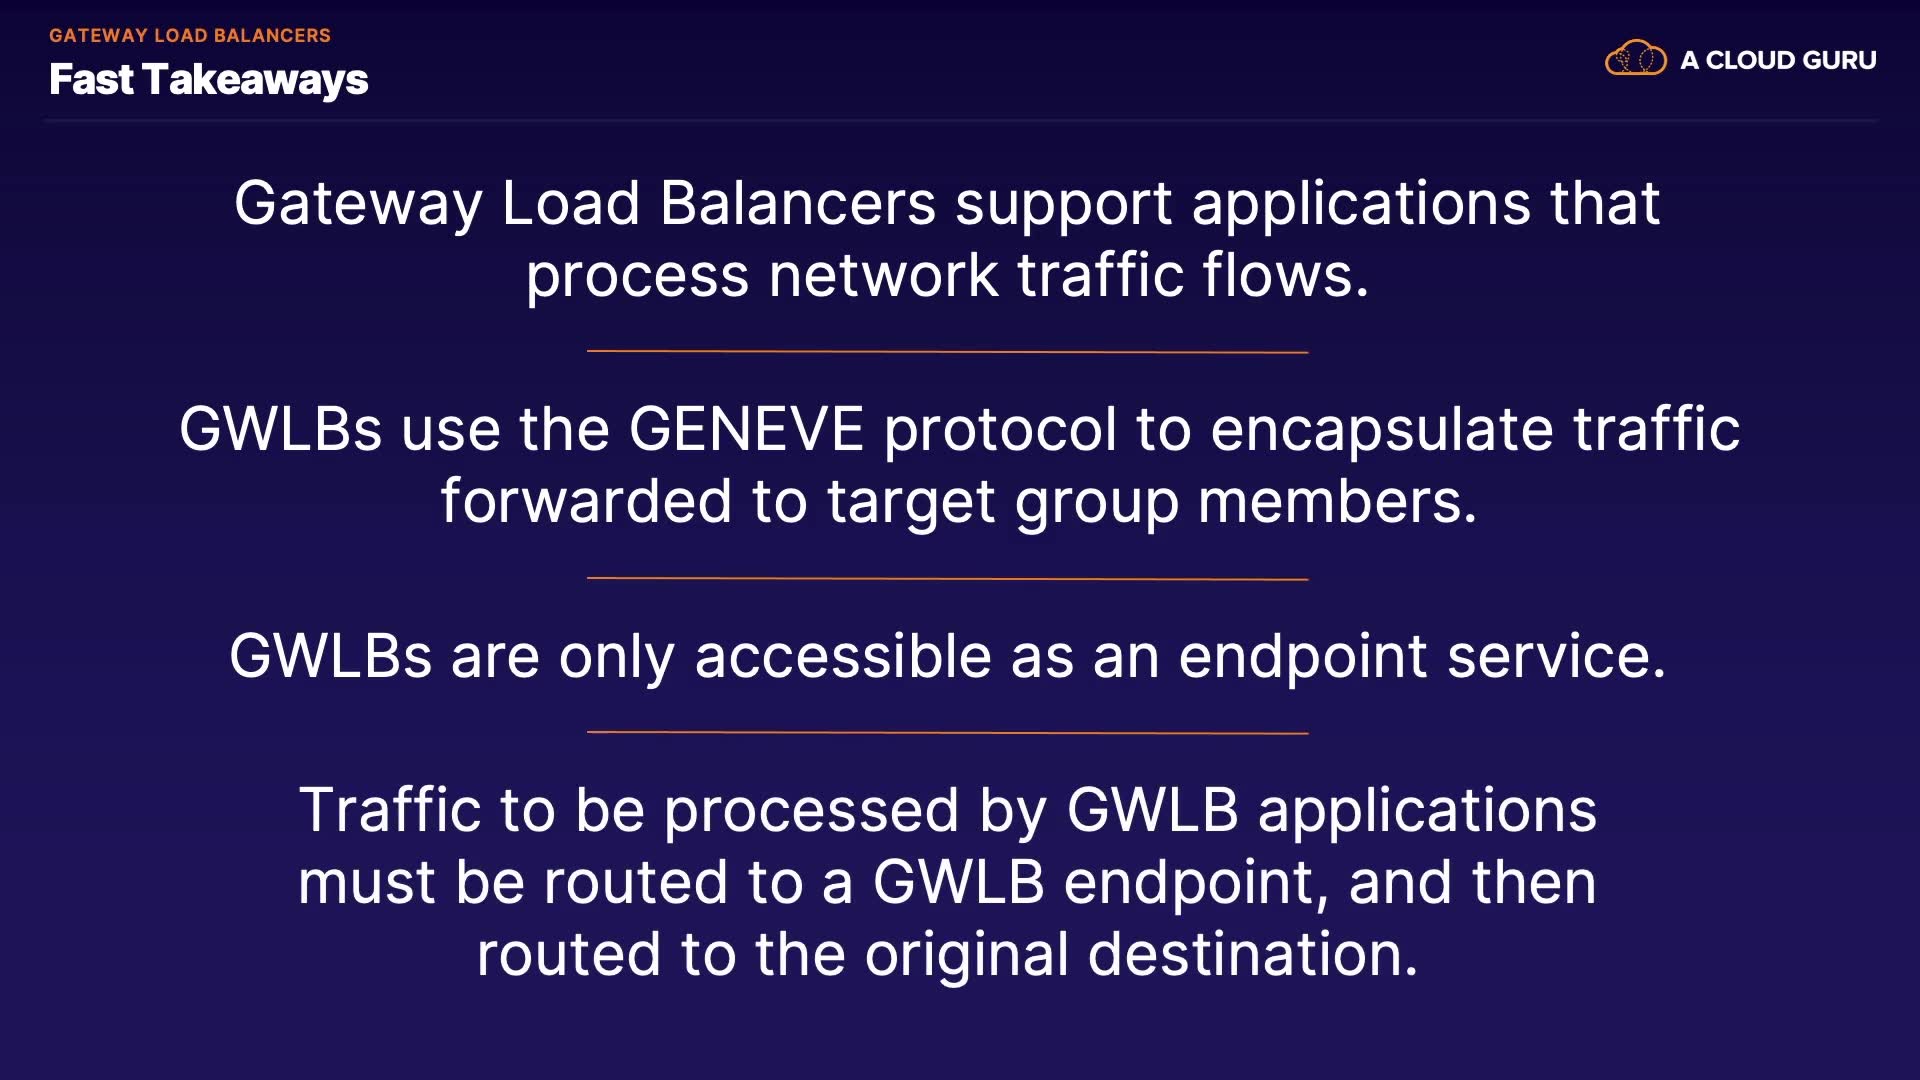 GATEWAY LOAD BALANCERS
Fast Takeaways
A CLOUD GURU
Gateway Load Balancers support applications that
process network traffic flows.
GWLBs use the GENEVE protocol to encapsulate traffic
forwarded to target group members.
GWLBs are only accessible as an endpoint service.
Traffic to be processed by GWLB applications
must be routed to a GWLB endpoint, and then
routed to the original destination.